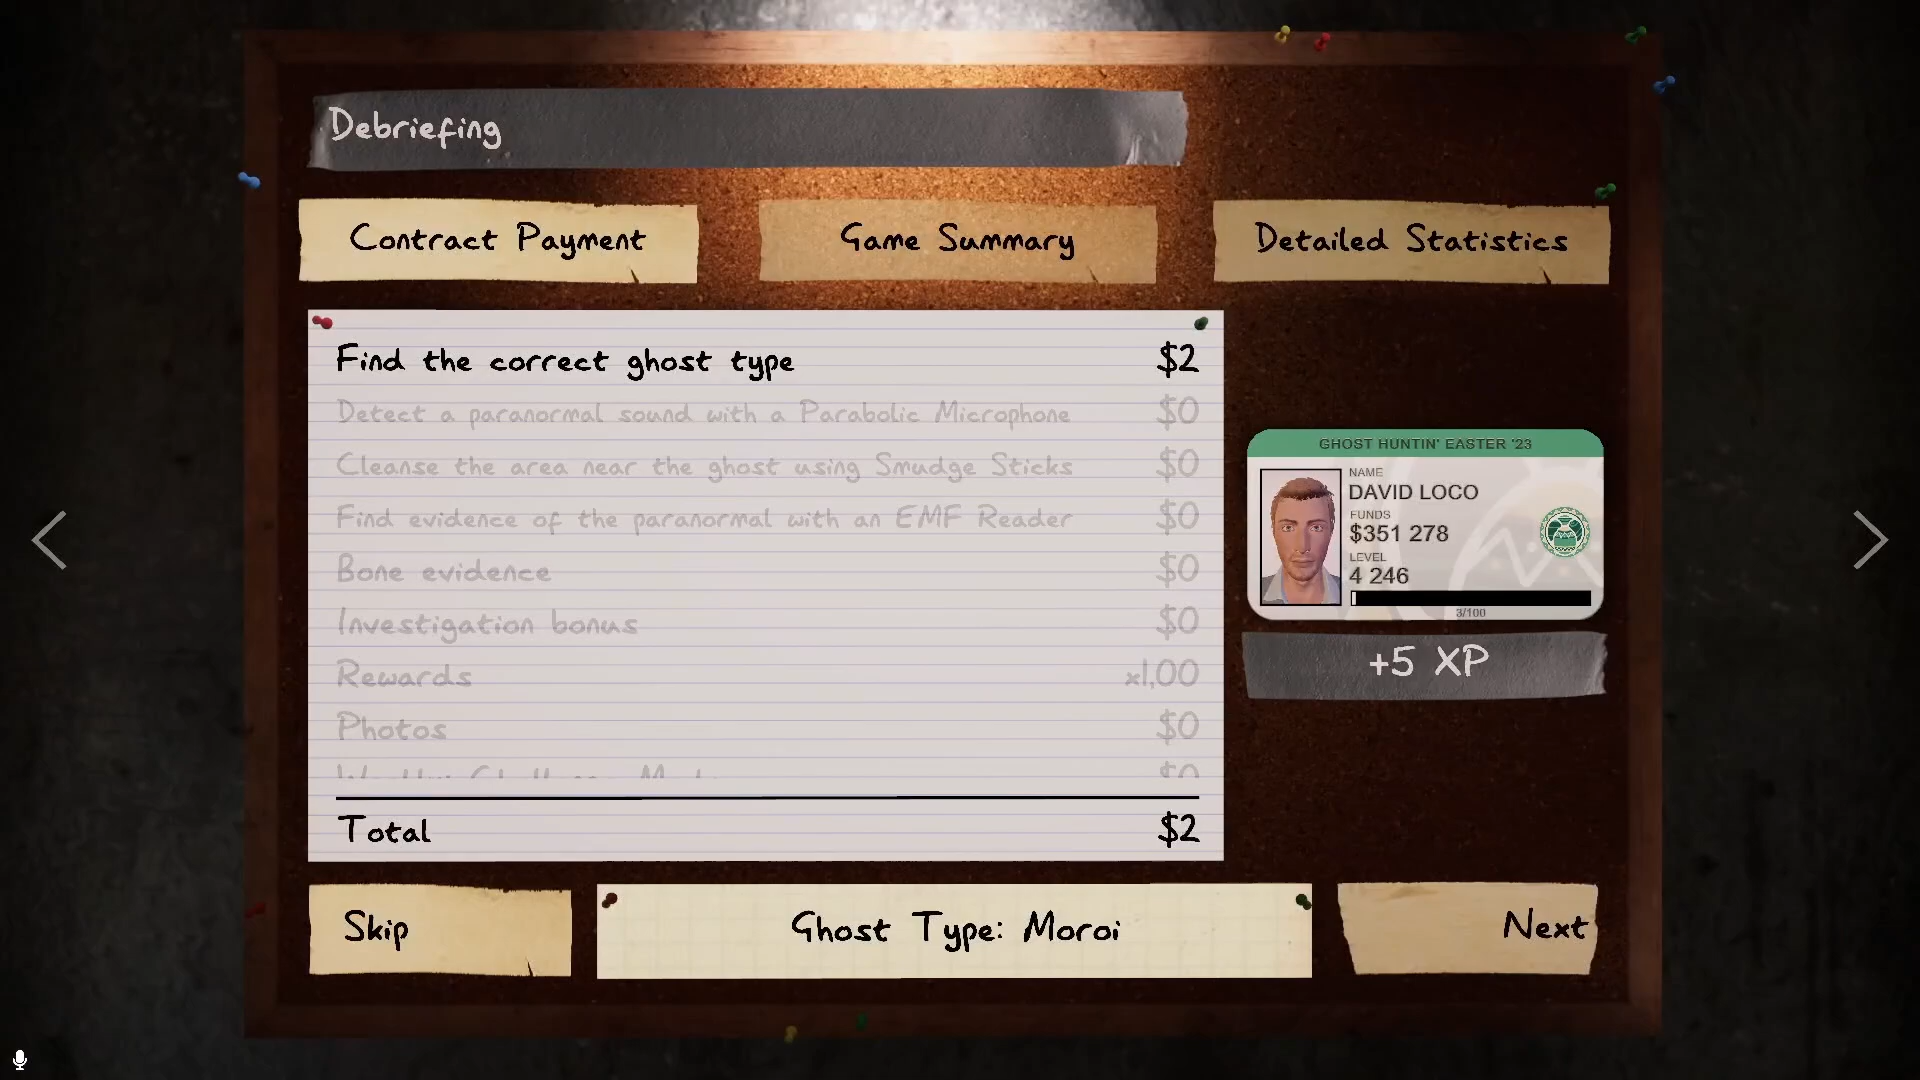 Debriefing
Contract Payment
Game Summary
Detailed Statistics
Find the correct ghost type $2
Detect a paranormal sound with a Parabolic Microphone $0
Cleanse the area near the ghost using Smudge Sticks $0
Find evidence of the paranormal with an EMF Reader $0
Bone evidence $0
Investigation bonus $0
Rewards x1,00
Photos $0
Total $2
GHOST HUNTIN' EASTER '23
NAME
DAVID LOCO
FUNDS
$351 278
LEVEL
4 246
3/100
+5 XP
Skip
Ghost Type: Moroi
Next